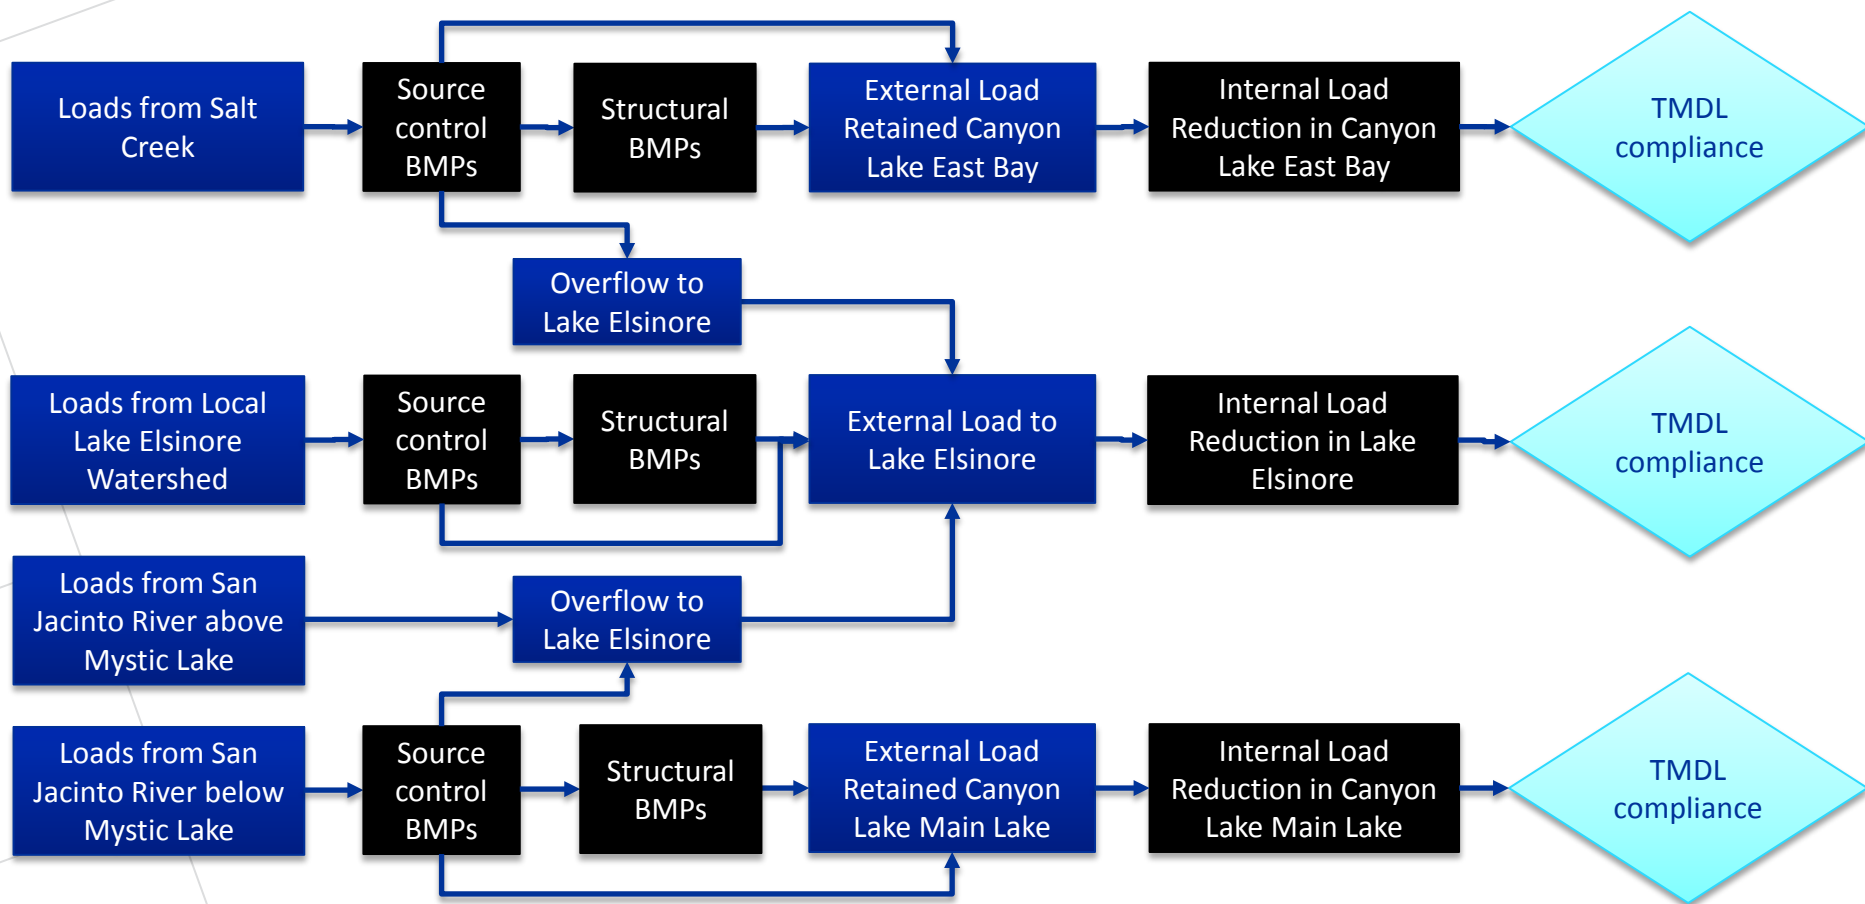 Loads from Salt
Creek
Source
control
BMPs
Structural
BMPs
External Load
Retained Canyon
Lake East Bay
Internal Load
Reduction in Canyon
Lake East Bay
TMDL
compliance
Overflow to
Lake Elsinore
Loads from Local
Lake Elsinore
Watershed
Source
control
BMPs
Structural
BMPs
External Load to
Lake Elsinore
Internal Load
Reduction in Lake
Elsinore
TMDL
compliance
Loads from San
Jacinto River above
Mystic Lake
Overflow to
Lake Elsinore
Loads from San
Jacinto River below
Mystic Lake
Source
control
BMPs
Structural
BMPs
External Load
Retained Canyon
Lake Main Lake
Internal Load
Reduction in Canyon
Lake Main Lake
TMDL
compliance